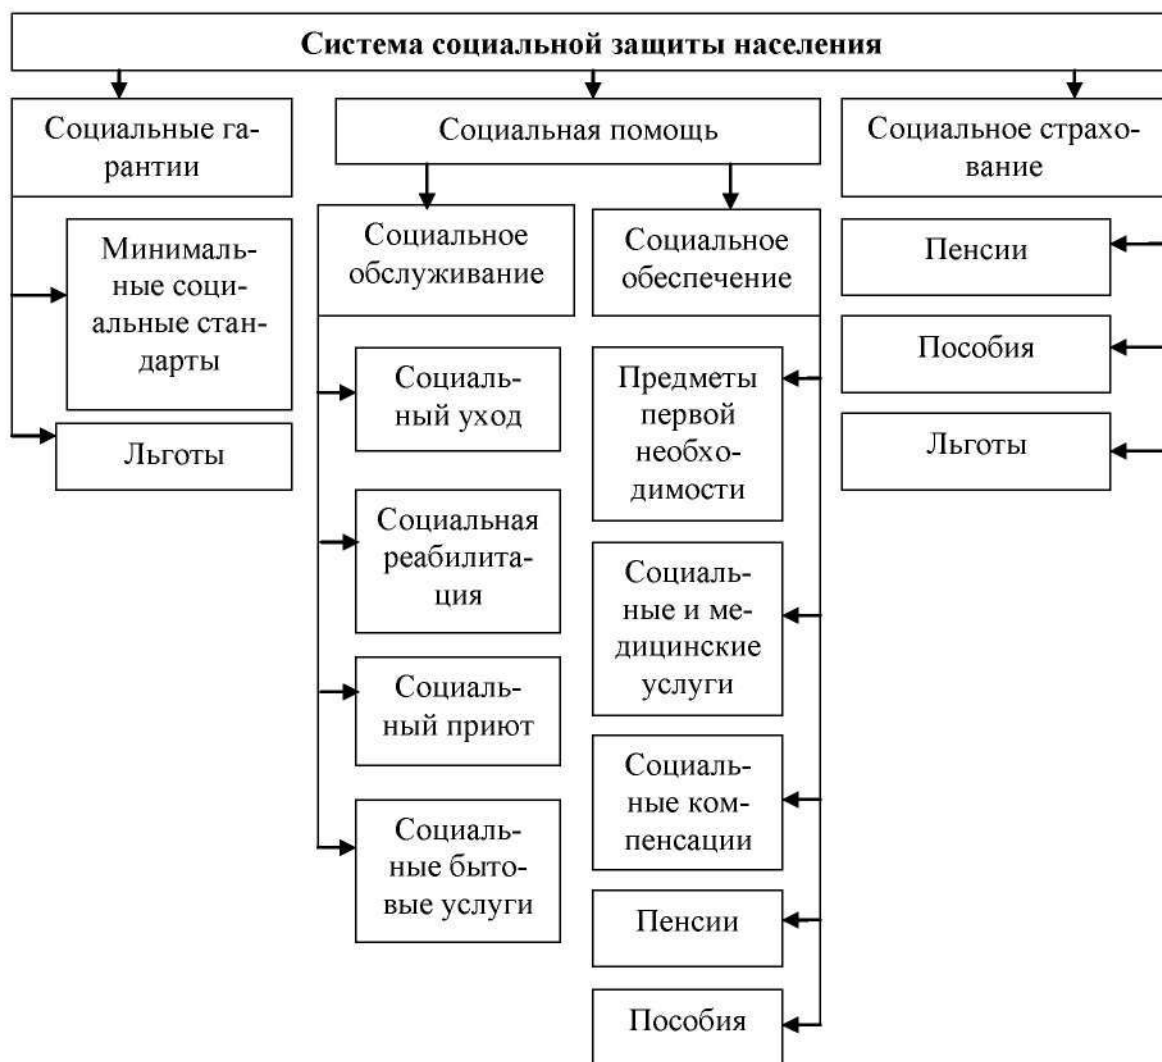 Система социальной защиты населения
Социальные га-
рантии
Минималь-
ные соци-
альные стан-
дарты
Льготы
Социальная помощь
Социальное
обслуживание
Социаль-
ный уход
Социальная
реабилита-
ция
Социаль-
ный приют
Социаль-
ные быто-
вые услуги
Социальное
обеспечение
Предметы
первой
необхо-
димости
Социаль-
ные и ме-
дицинские
услуги
Социаль-
ные ком-
пенсации
Пенсии
Пособия
Социальное страхо-
вание
Пенсии
Пособия
Льготы